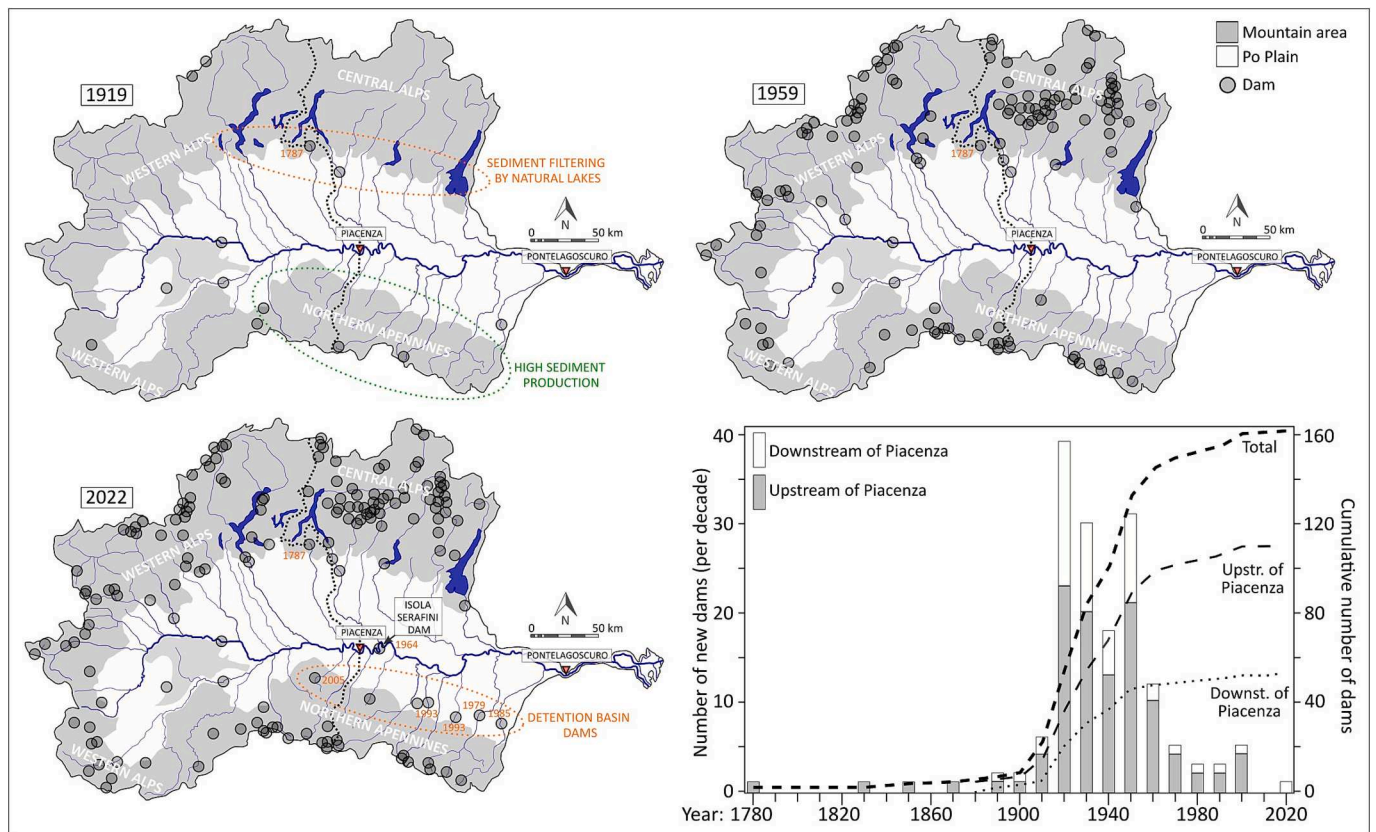 1919
CENTRAL ALPS
WESTERN ALPS
1787
SEDIMENT FILTERING
BY NATURAL LAKES
N
0 50 km
PIACENZA
PONTELAGOSCURO
NORTHERN APENNINES
WESTERN ALPS
HIGH SEDIMENT
PRODUCTION
1959
Mountain area
Po Plain
Dam
CENTRAL ALPS
WESTERN ALPS
1787
N
0 50 km
PIACENZA
PONTELAGOSCURO
NORTHERN APENNINES
WESTERN ALPS
2022
CENTRAL ALPS
WESTERN ALPS
1787
ISOLA
SERAFINI
DAM
N
0 50 km
PIACENZA
1964
PONTELAGOSCURO
2005
1979
1993
1985
1993
DETENTION BASIN
DAMS
NORTHERN APENNINES
WESTERN ALPS
Downstream of Piacenza
Upstream of Piacenza
Total
Upstr. of
Piacenza
Downst. of
Piacenza
Number of new dams (per decade)
40
30
20
10
0
Cumulative number of dams
160
120
80
40
0
Year: 1780 1820 1860 1900 1940 1980 2020